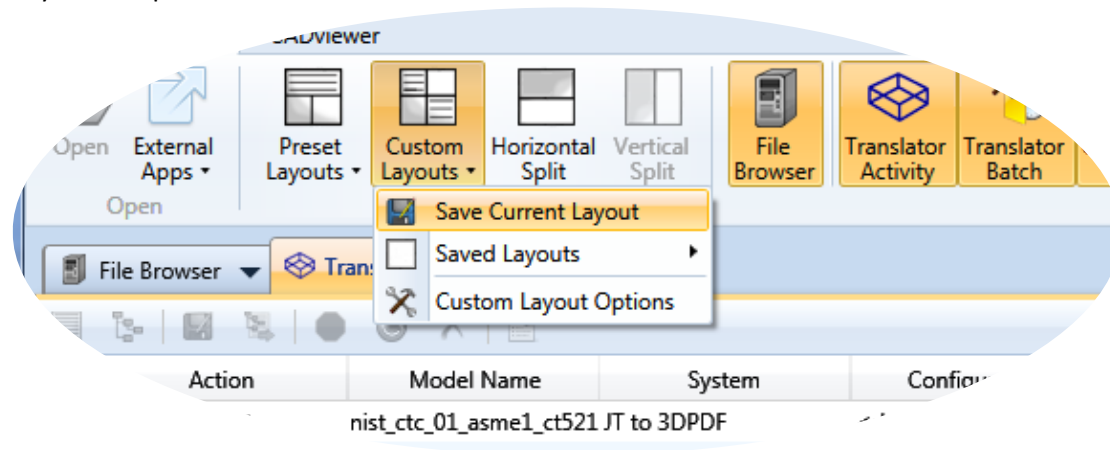 CADViewer
Open
External
Apps
Preset
Layouts
Custom
Layouts
Horizontal
Split
Vertical
Split
File
Browser
Translator
Activity
Translator
Batch
Open
Save Current Layout
Saved Layouts
Custom Layout Options
File Browser
Action
Model Name
System
nist_ctc_01_asme1_ct521 JT to 3DPDF